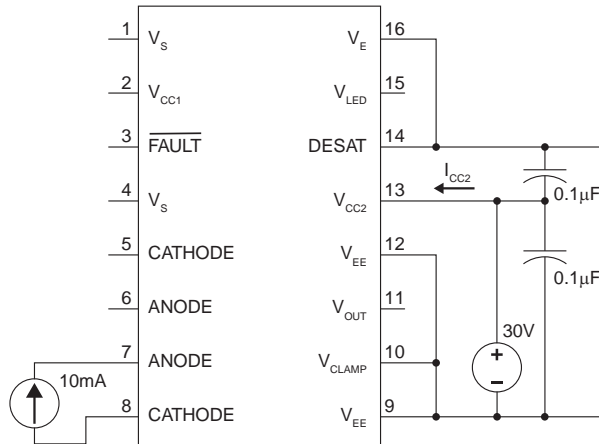 1 V_S V_E 16
2 V_CC1 V_LED 15
3 FAULT DESAT 14
I_CC2
4 V_S V_CC2 13
0.1µF
5 CATHODE V_EE 12
0.1µF
6 ANODE V_OUT 11
30V
7 ANODE V_CLAMP 10
10mA
8 CATHODE V_EE 9